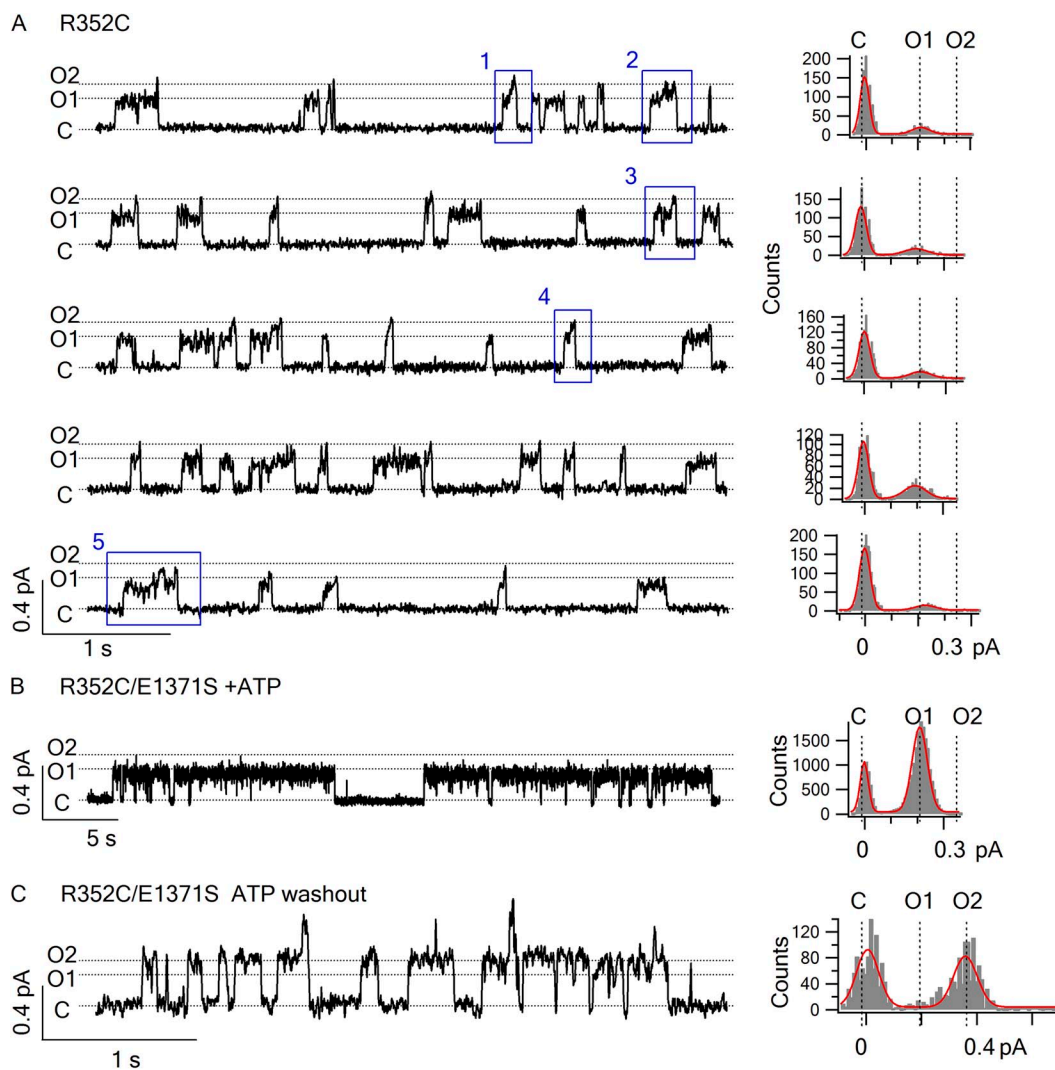 A R352C
C O1 O2
1 2
O2
O1
C
200
150
100
50
0
3
O2
O1
C
150
100
50
0
Counts
4
O2
O1
C
160
120
80
40
0
O2
O1
C
120
100
80
60
40
20
0
5
O2
O1
C
0.4 pA
1 s
200
150
100
50
0
0 0.3 pA
B R352C/E1371S +ATP
C O1 O2
O2
O1
C
0.4 pA
5 s
Counts
1500
1000
500
0
0 0.3 pA
C R352C/E1371S ATP washout
C O1 O2
O2
O1
C
0.4 pA
1 s
Counts
120
80
40
0
0 0.4 pA